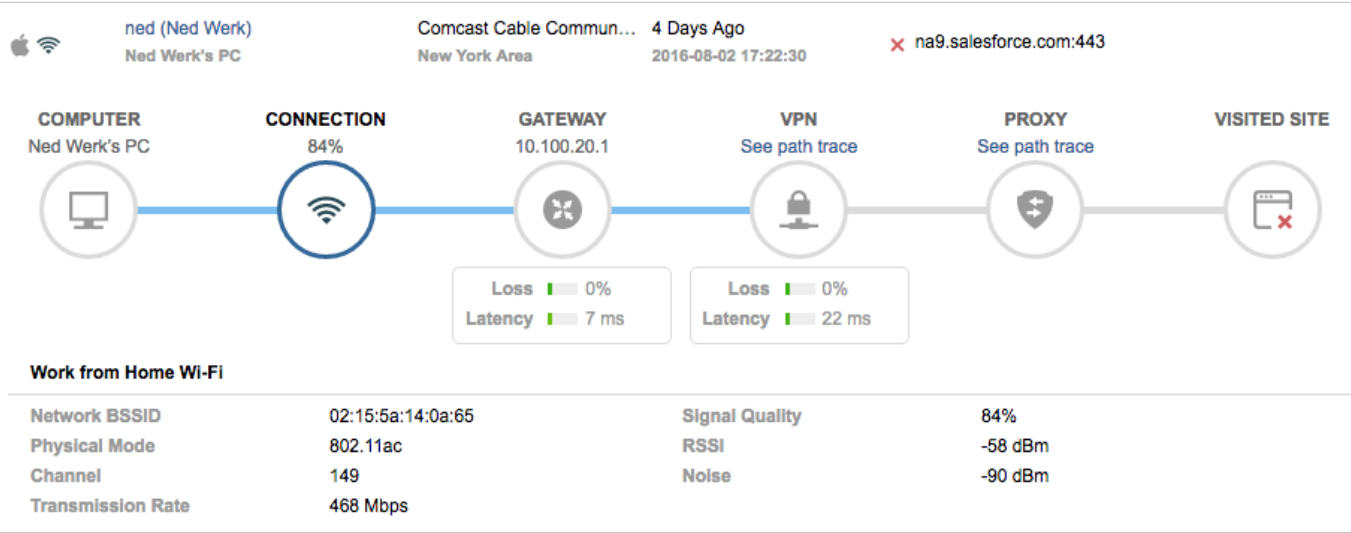 ned (Ned Werk) Comcast Cable Commun... 4 Days Ago na9.salesforce.com:443
Ned Werk's PC New York Area 2016-08-02 17:22:30
COMPUTER CONNECTION GATEWAY VPN PROXY VISITED SITE
Ned Werk's PC 84% 10.100.20.1 See path trace See path trace
Loss 0% Loss 0%
Latency 7 ms Latency 22 ms
Work from Home Wi-Fi
Network BSSID 02:15:5a:14:0a:65 Signal Quality 84%
Physical Mode 802.11ac RSSI -58 dBm
Channel 149 Noise -90 dBm
Transmission Rate 468 Mbps